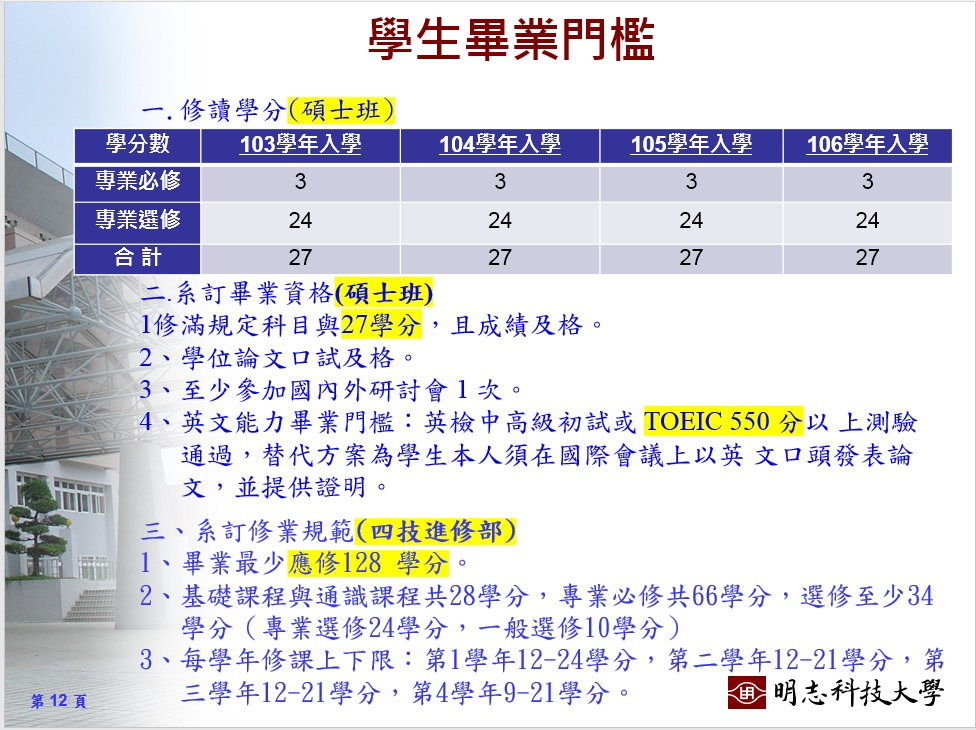 學生畢業門檻
一. 修讀學分(碩士班)
學分數 103學年入學 104學年入學 105學年入學 106學年入學
專業必修 3 3 3 3
專業選修 24 24 24 24
合 計 27 27 27 27
二.系訂畢業資格(碩士班)
1修滿規定科目與27學分，且成績及格。
2、學位論文口試及格。
3、至少參加國內外研討會 1 次。
4、英文能力畢業門檻：英檢中高級初試或 TOEIC 550 分以 上測驗
通過，替代方案為學生本人須在國際會議上以英 文口頭發表論
文，並提供證明。
三、系訂修業規範(四技進修部)
1、畢業最少應修128 學分。
2、基礎課程與通識課程共28學分，專業必修共66學分，選修至少34
學分（專業選修24學分，一般選修10學分）
3、每學年修課上下限：第1學年12-24學分，第二學年12-21學分，第
三學年12-21學分，第4學年9-21學分。
第 12 頁
明 明志科技大學